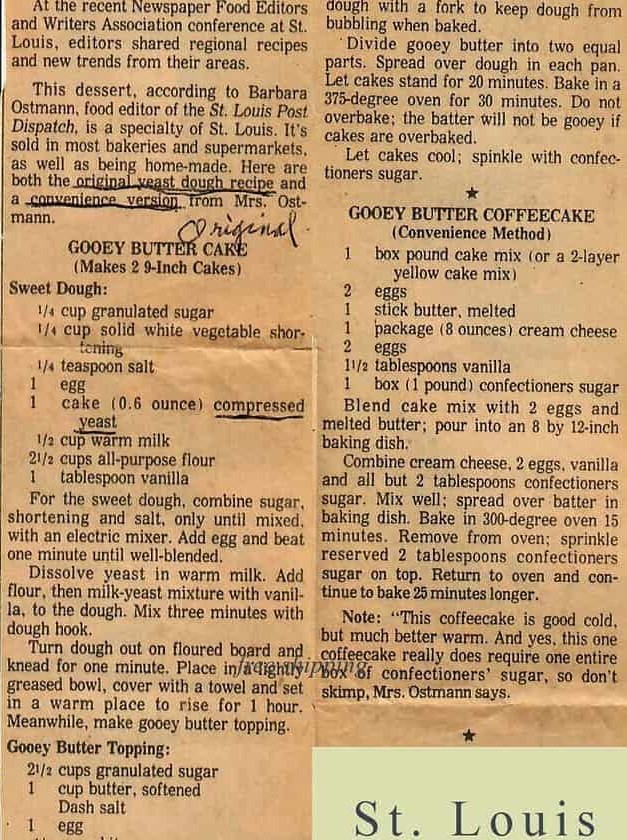 At the recent Newspaper Food Editors
and Writers Association conference at St.
Louis, editors shared regional recipes
and new trends from their areas.
This dessert, according to Barbara
Ostmann, food editor of the St. Louis Post
Dispatch, is a specialty of St. Louis. It's
sold in most bakeries and supermarkets,
as well as being home-made. Here are
both the original yeast dough recipe and
a convenience version from Mrs. Ost-
mann.
Original
GOOEY BUTTER CAKE
(Makes 2 9-Inch Cakes)
Sweet Dough:
1/4 cup granulated sugar
1/4 cup solid white vegetable shor-
tening
1/4 teaspoon salt
1 egg
1 cake (0.6 ounce) compressed
yeast
1/2 cup warm milk
2 1/2 cups all-purpose flour
1 tablespoon vanilla
For the sweet dough, combine sugar,
shortening and salt, only until mixed,
with an electric mixer. Add egg and beat
one minute until well-blended.
Dissolve yeast in warm milk. Add
flour, then milk-yeast mixture with vanil-
la, to the dough. Mix three minutes with
dough hook.
Turn dough out on floured board and
knead for one minute. Place in a lightly
greased bowl, cover with a towel and set
in a warm place to rise for 1 hour.
Meanwhile, make gooey butter topping.
Gooey Butter Topping:
2 1/2 cups granulated sugar
1 cup butter, softened
Dash salt
1 egg
dough with a fork to keep dough from
bubbling when baked.
Divide gooey butter into two equal
parts. Spread over dough in each pan.
Let cakes stand for 20 minutes. Bake in a
375-degree oven for 30 minutes. Do not
overbake; the batter will not be gooey if
cakes are overbaked.
Let cakes cool; spinkle with confec-
tioners sugar.
★
GOOEY BUTTER COFFEECAKE
(Convenience Method)
1 box pound cake mix (or a 2-layer
yellow cake mix)
2 eggs
1 stick butter, melted
1 package (8 ounces) cream cheese
2 eggs
1 1/2 tablespoons vanilla
1 box (1 pound) confectioners sugar
Blend cake mix with 2 eggs and
melted butter; pour into an 8 by 12-inch
baking dish.
Combine cream cheese, 2 eggs, vanilla
and all but 2 tablespoons confectioners
sugar. Mix well; spread over batter in
baking dish. Bake in 300-degree oven 15
minutes. Remove from oven; sprinkle
reserved 2 tablespoons confectioners
sugar on top. Return to oven and con-
tinue to bake 25 minutes longer.
Note: "This coffeecake is good cold,
but much better warm. And yes, this one
coffeecake really does require one entire
box of confectioners' sugar, so don't
skimp, Mrs. Ostmann says.
★
free shipping
St. Louis